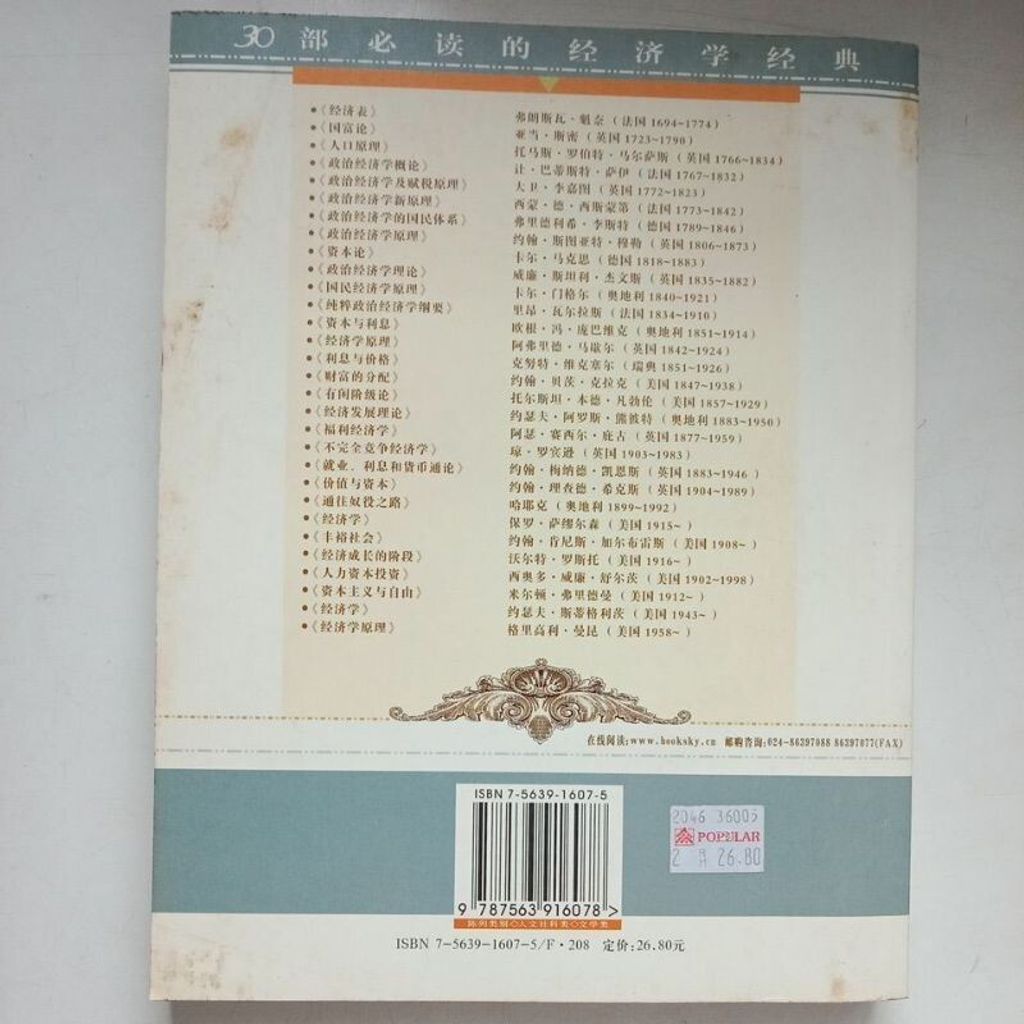 30部必读的经济学经典
•《经济表》 弗朗斯瓦·魁奈（法国 1694~1774）
•《国富论》 亚当·斯密（英国 1723~1790）
•《人口原理》 托马斯·罗伯特·马尔萨斯（英国 1766~1834）
•《政治经济学概论》 让·巴蒂斯特·萨伊（法国 1767~1832）
•《政治经济学及赋税原理》 大卫·李嘉图（英国 1772~1823）
•《政治经济学新原理》 西蒙·德·西斯蒙第（法国 1773~1842）
•《政治经济学的国民体系》 弗里德利希·李斯特（德国 1789~1846）
•《政治经济学原理》 约翰·斯图亚特·穆勒（英国 1806~1873）
•《资本论》 卡尔·马克思（德国 1818~1883）
•《政治经济学理论》 威廉·斯坦利·杰文斯（英国 1835~1882）
•《国民经济学原理》 卡尔·门格尔（奥地利 1840~1921）
•《纯粹政治经济学纲要》 里昂·瓦尔拉斯（法国 1834~1910）
•《资本与利息》 欧根·冯·庞巴维克（奥地利 1851~1914）
•《经济学原理》 阿弗里德·马歇尔（英国 1842~1924）
•《利息与价格》 克努特·维克塞尔（瑞典 1851~1926）
•《财富的分配》 约翰·贝茨·克拉克（美国 1847~1938）
•《有闲阶级论》 托尔斯坦·本德·凡勃伦（美国 1857~1929）
•《经济发展理论》 约瑟夫·阿罗斯·熊彼特（奥地利 1883~1950）
•《福利经济学》 阿瑟·赛西尔·庇古（英国 1877~1959）
•《不完全竞争经济学》 琼·罗宾逊（英国 1903~1983）
•《就业、利息和货币通论》 约翰·梅纳德·凯恩斯（英国 1883~1946）
•《价值与资本》 约翰·理查德·希克斯（英国 1904~1989）
•《通往奴役之路》 哈耶克（奥地利 1899~1992）
•《经济学》 保罗·萨缪尔森（美国 1915~ ）
•《丰裕社会》 约翰·肯尼斯·加尔布雷斯（美国 1908~ ）
•《经济成长的阶段》 沃尔特·罗斯托（美国 1916~ ）
•《人力资本投资》 西奥多·威廉·舒尔茨（美国 1902~1998）
•《资本主义与自由》 米尔顿·弗里德曼（美国 1912~ ）
•《经济学》 约瑟夫·斯蒂格利茨（美国 1943~ ）
•《经济学原理》 格里高利·曼昆（美国 1958~ ）
在线阅读:www.booksky.cn 邮购咨询:024-86397088 86397077(FAX)
ISBN 7-5639-1607-5
2046 36005
POPULAR
26.80
9 787563 916078 >
陈列类别◇人文社科类◇文学类
ISBN 7-5639-1607-5/F·208 定价:26.80元